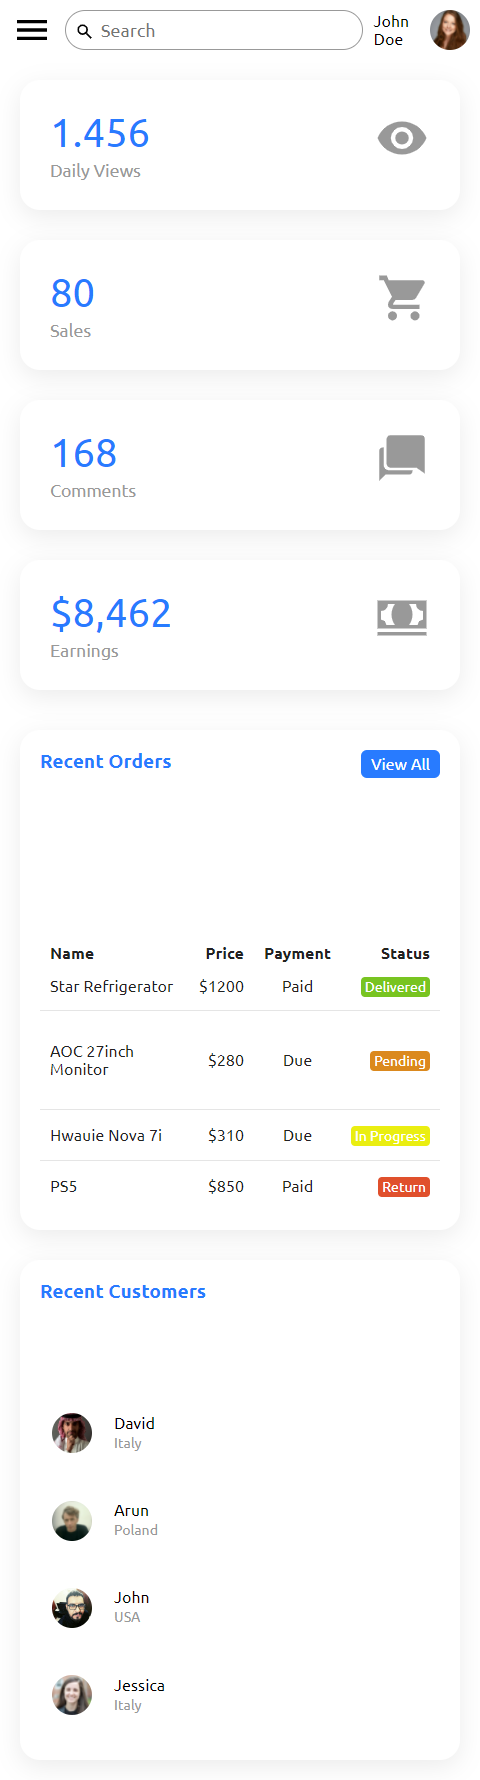 Search
John
Doe
1.456
Daily Views
80
Sales
168
Comments
$8,462
Earnings
Recent Orders
View All
Name Price Payment Status
Star Refrigerator $1200 Paid Delivered
AOC 27inch
Monitor $280 Due Pending
Hwauie Nova 7i $310 Due In Progress
PS5 $850 Paid Return
Recent Customers
David
Italy
Arun
Poland
John
USA
Jessica
Italy